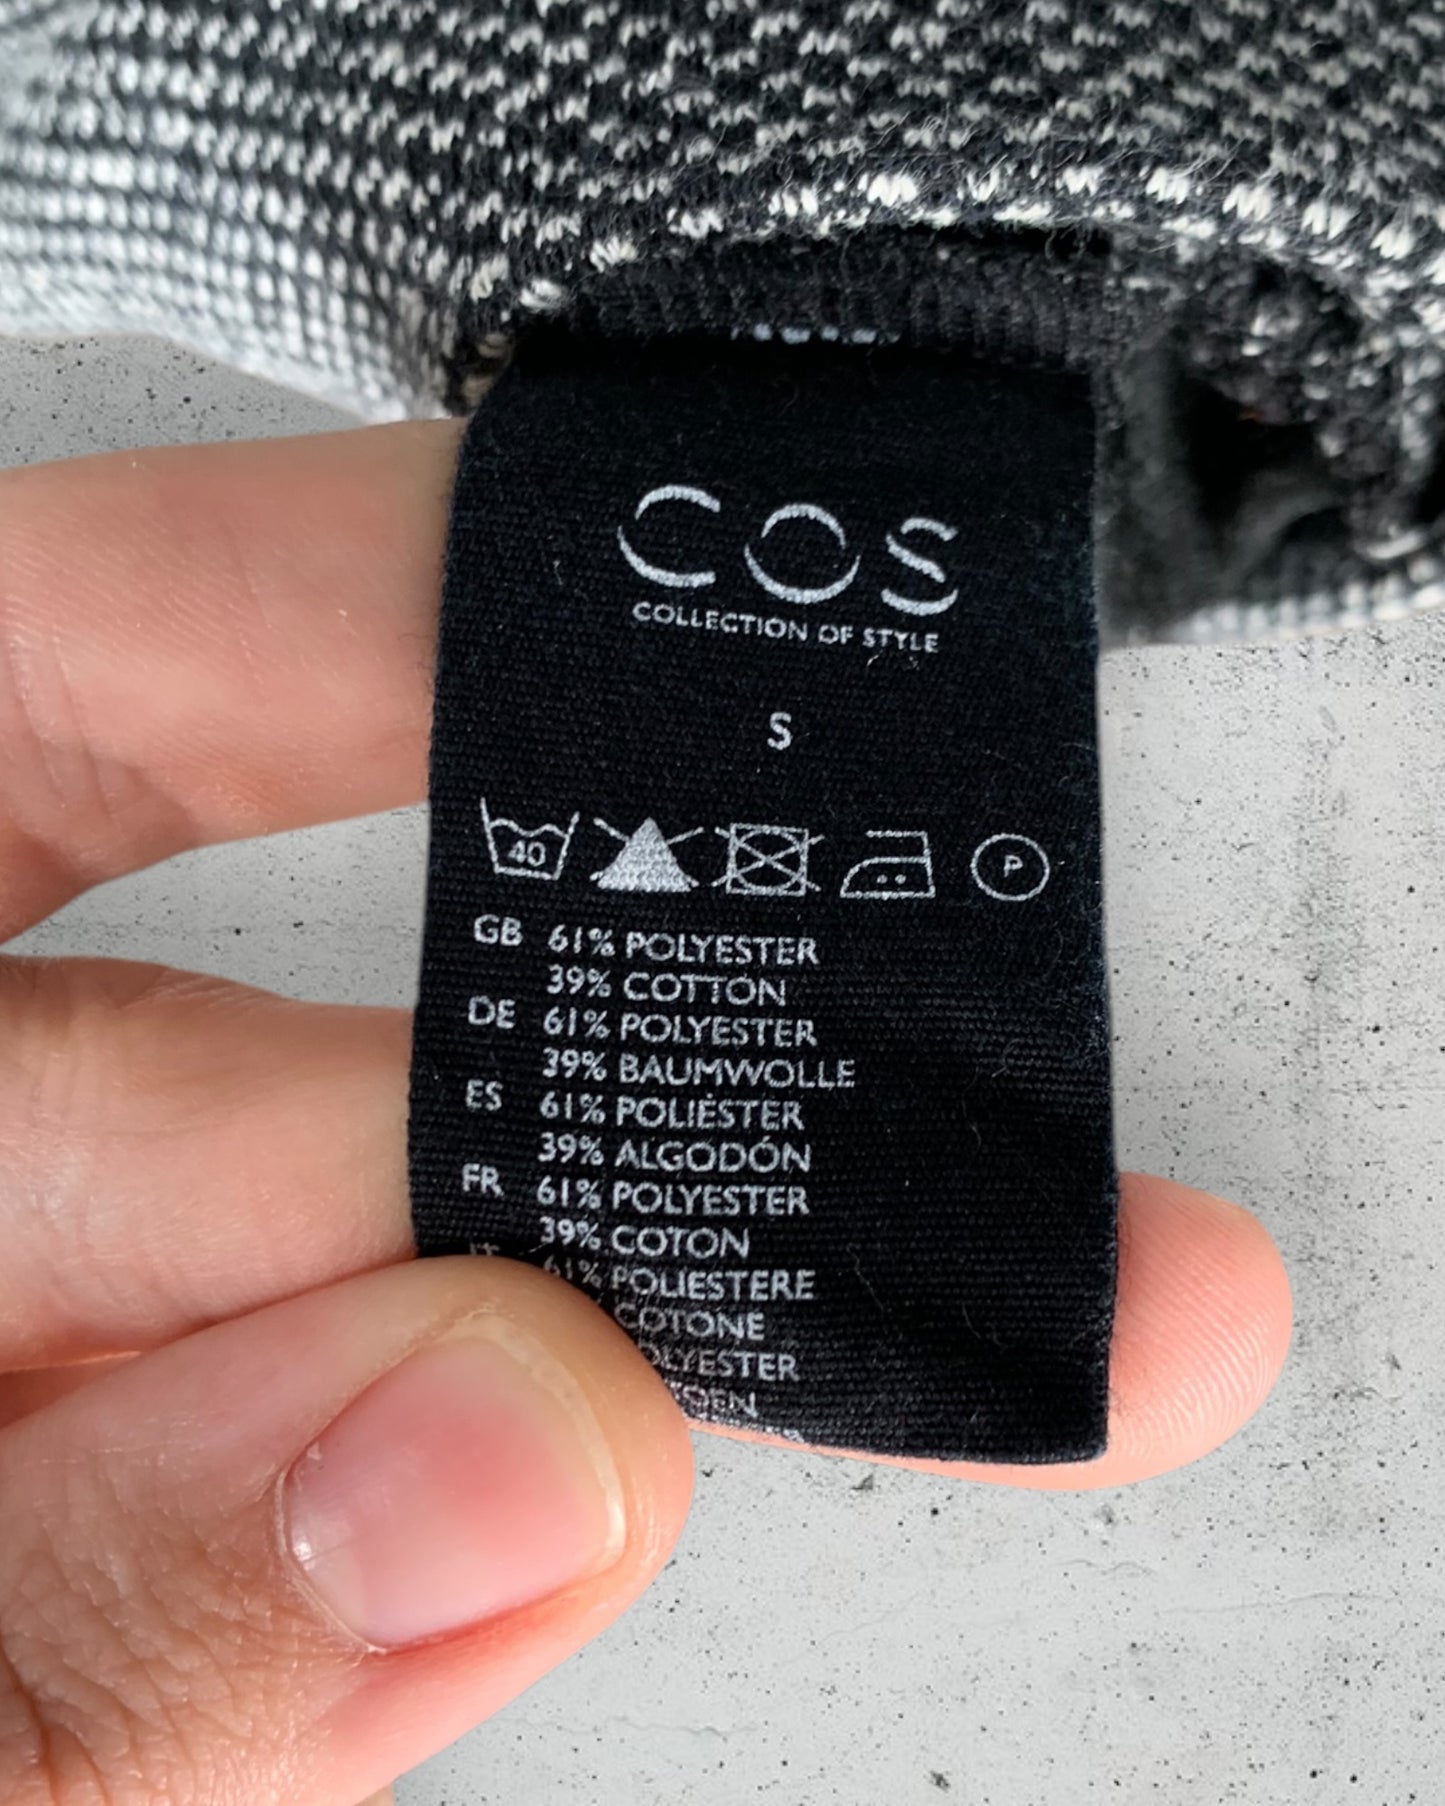 COS
COLLECTION OF STYLE
S
40 P
GB 61% POLYESTER
39% COTTON
DE 61% POLYESTER
39% BAUMWOLLE
ES 61% POLIÉSTER
39% ALGODÓN
FR 61% POLYESTER
39% COTON
61% POLIESTERE
COTONE